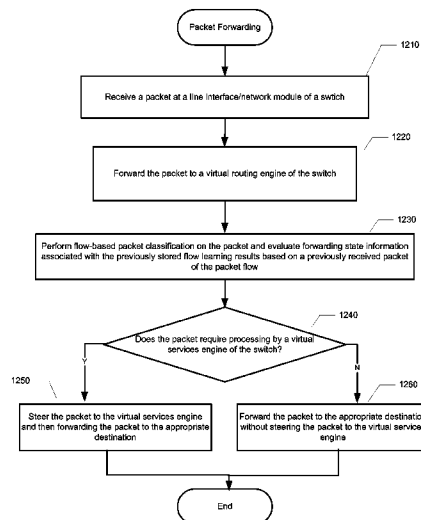 Packet Forwarding
1210
Receive a packet at a line interface/network module of a swtich
1220
Forward the packet to a virtual routing engine of the switch
1230
Perform flow-based packet classification on the packet and evaluate forwarding state information
associated with the previously stored flow learning results based on a previously received packet
of the packet flow
1240
Does the packet require processing by a virtual
services engine of the switch?
Y
N
1250
1260
Steer the packet to the virtual services engine
and then forwarding the packet to the appropriate
destination
Forward the packet to the appropriate destination
without steering the packet to the virtual services
engine
End